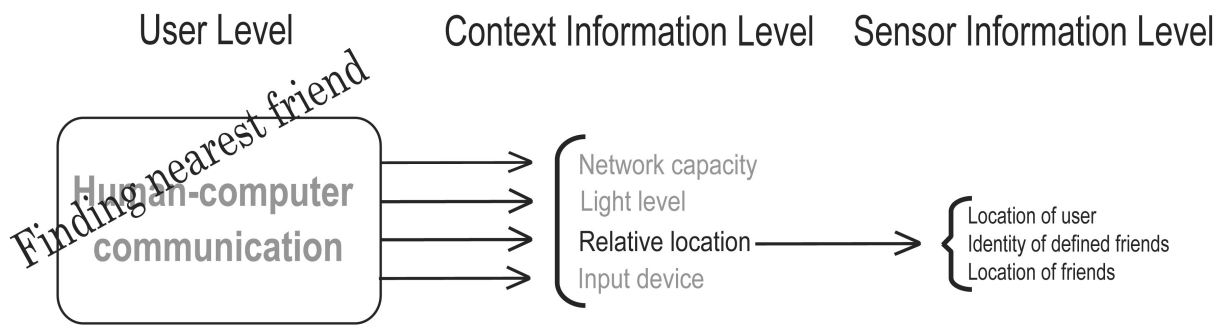 User Level
Context Information Level
Sensor Information Level
Finding nearest friend
Human-computer
communication
Network capacity
Light level
Relative location
Input device
Location of user
Identity of defined friends
Location of friends